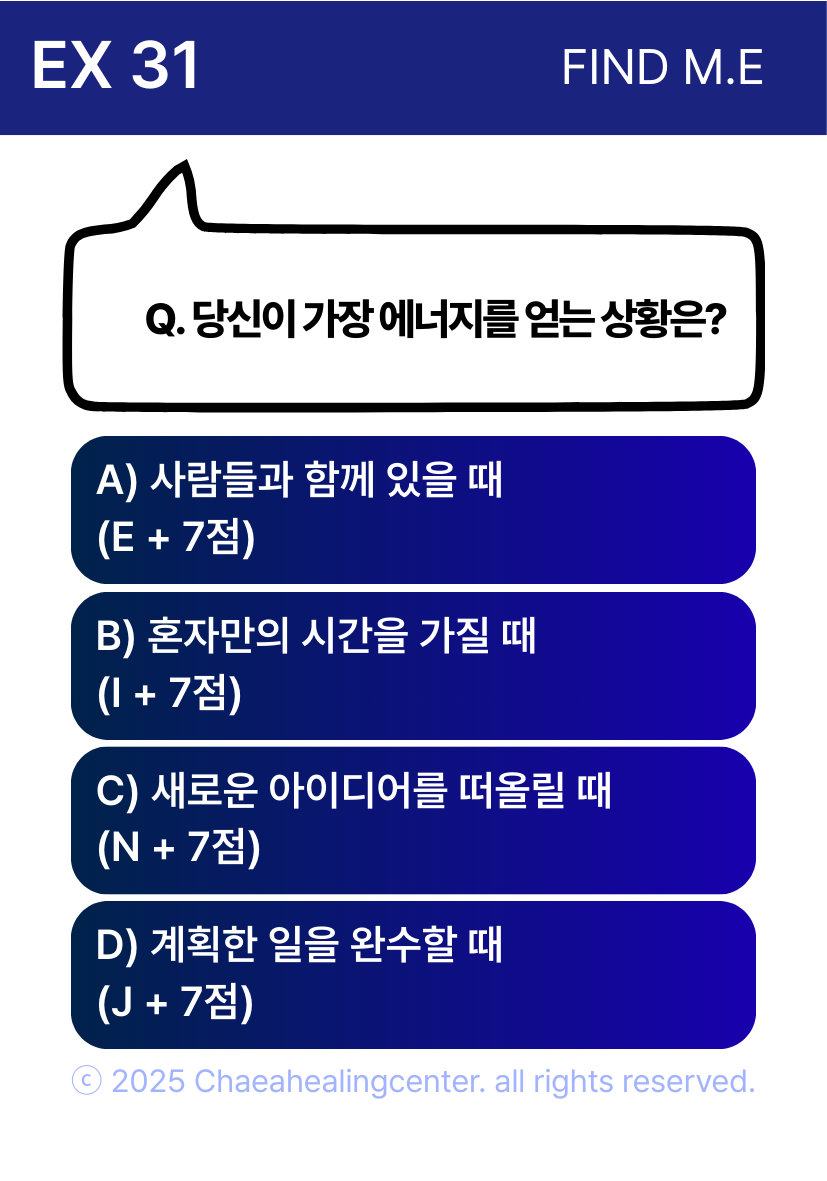 EX 31
FIND M.E
Q. 당신이 가장 에너지를 얻는 상황은?
A) 사람들과 함께 있을 때
(E + 7점)
B) 혼자만의 시간을 가질 때
(I + 7점)
C) 새로운 아이디어를 떠올릴 때
(N + 7점)
D) 계획한 일을 완수할 때
(J + 7점)
ⓒ 2025 Chaeahealingcenter. all rights reserved.